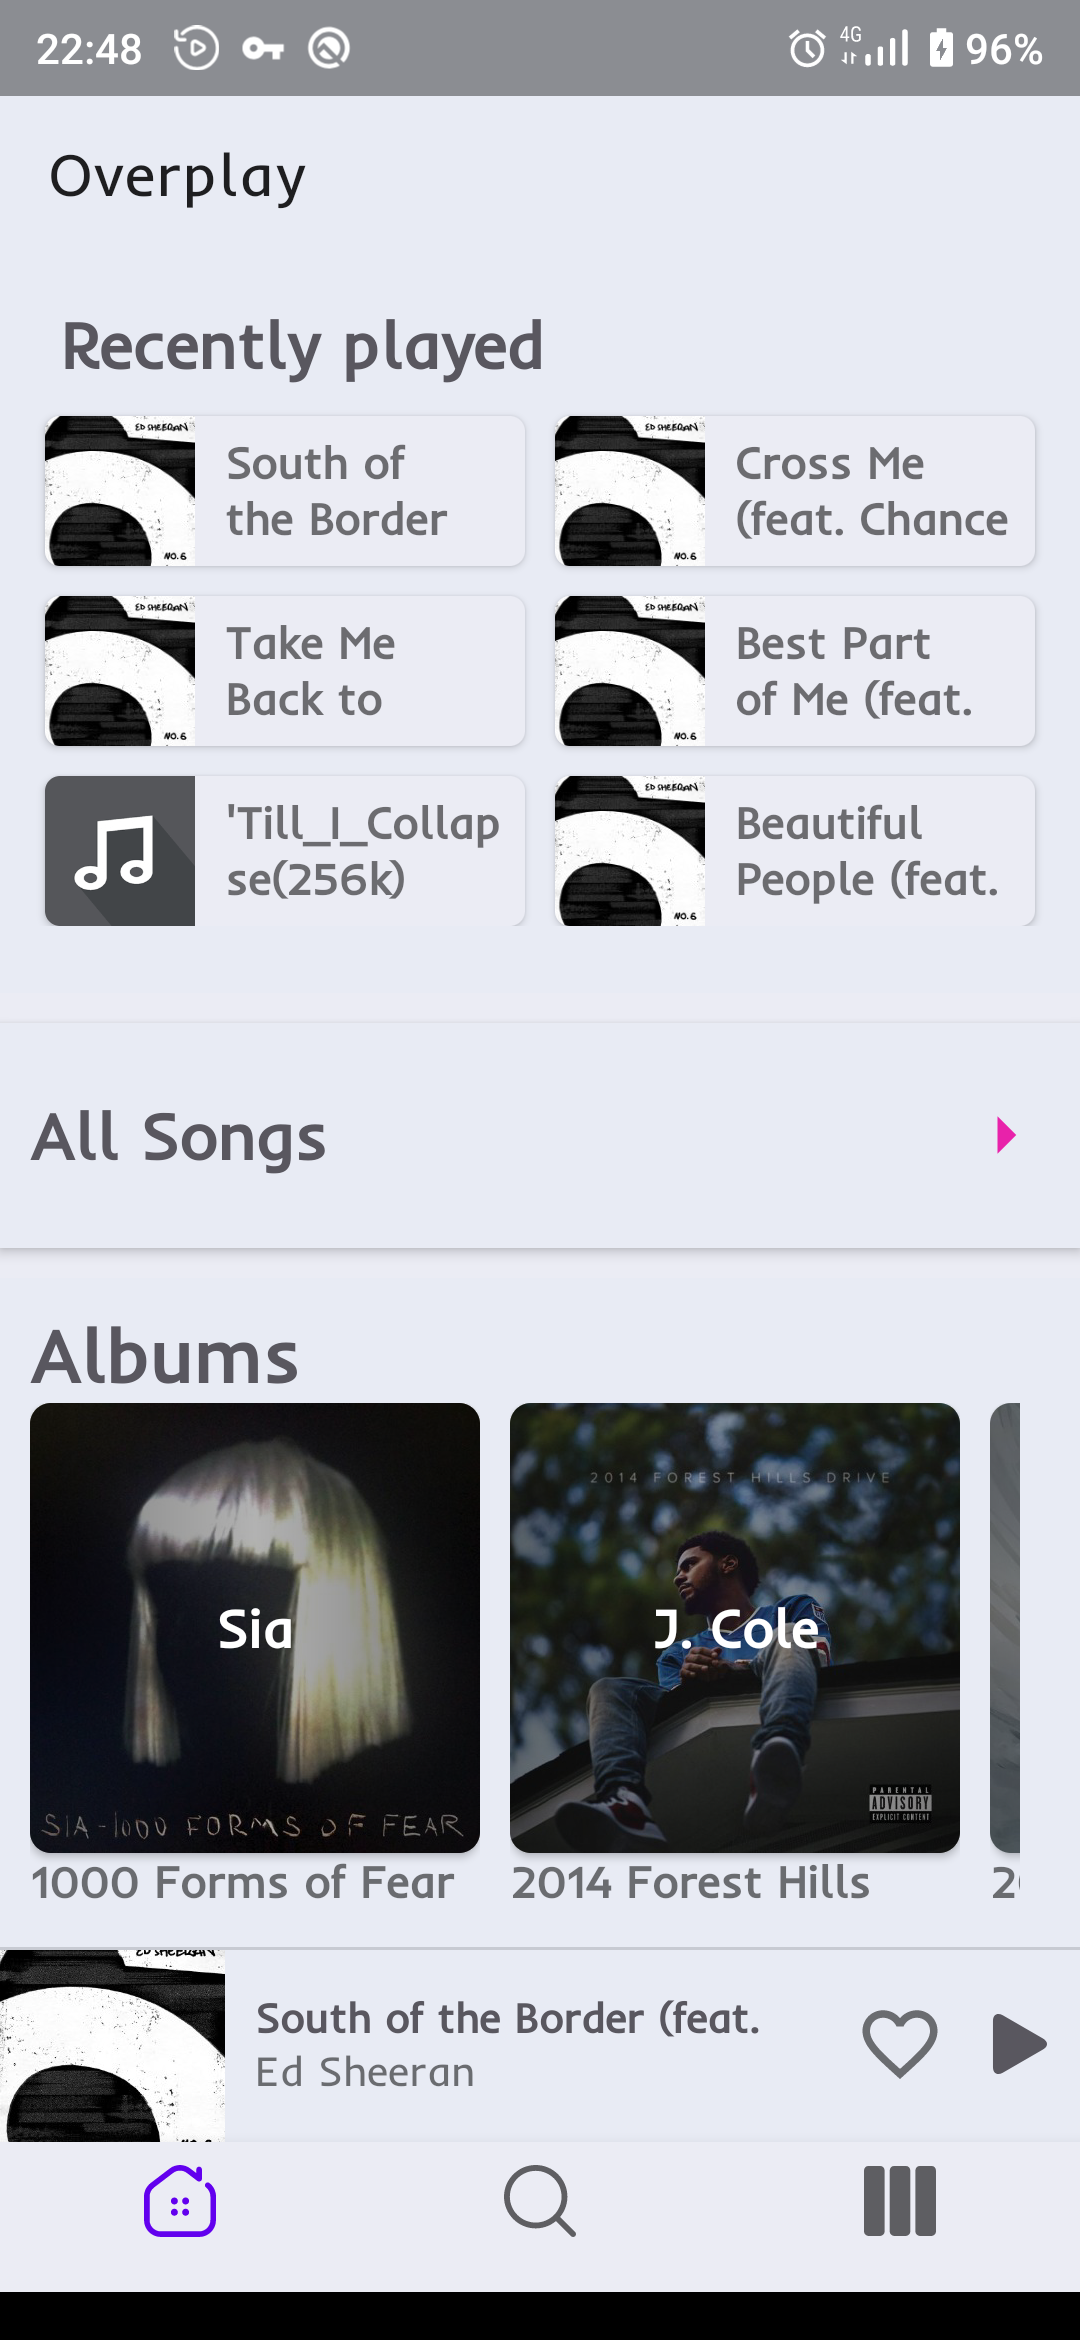 22:48
4G
96%
Overplay
Recently played
ED SHEERAN
NO.6
South of
the Border
ED SHEERAN
NO.6
Cross Me
(feat. Chance
ED SHEERAN
NO.6
Take Me
Back to
ED SHEERAN
NO.6
Best Part
of Me (feat.
'Till_I_Collap
se(256k)
ED SHEERAN
NO.6
Beautiful
People (feat.
All Songs
Albums
Sia
SIA - 1000 FORMS OF FEAR
1000 Forms of Fear
2014 FOREST HILLS DRIVE
J. Cole
PARENTAL
ADVISORY
EXPLICIT CONTENT
2014 Forest Hills
ED SHEERAN
South of the Border (feat.
Ed Sheeran